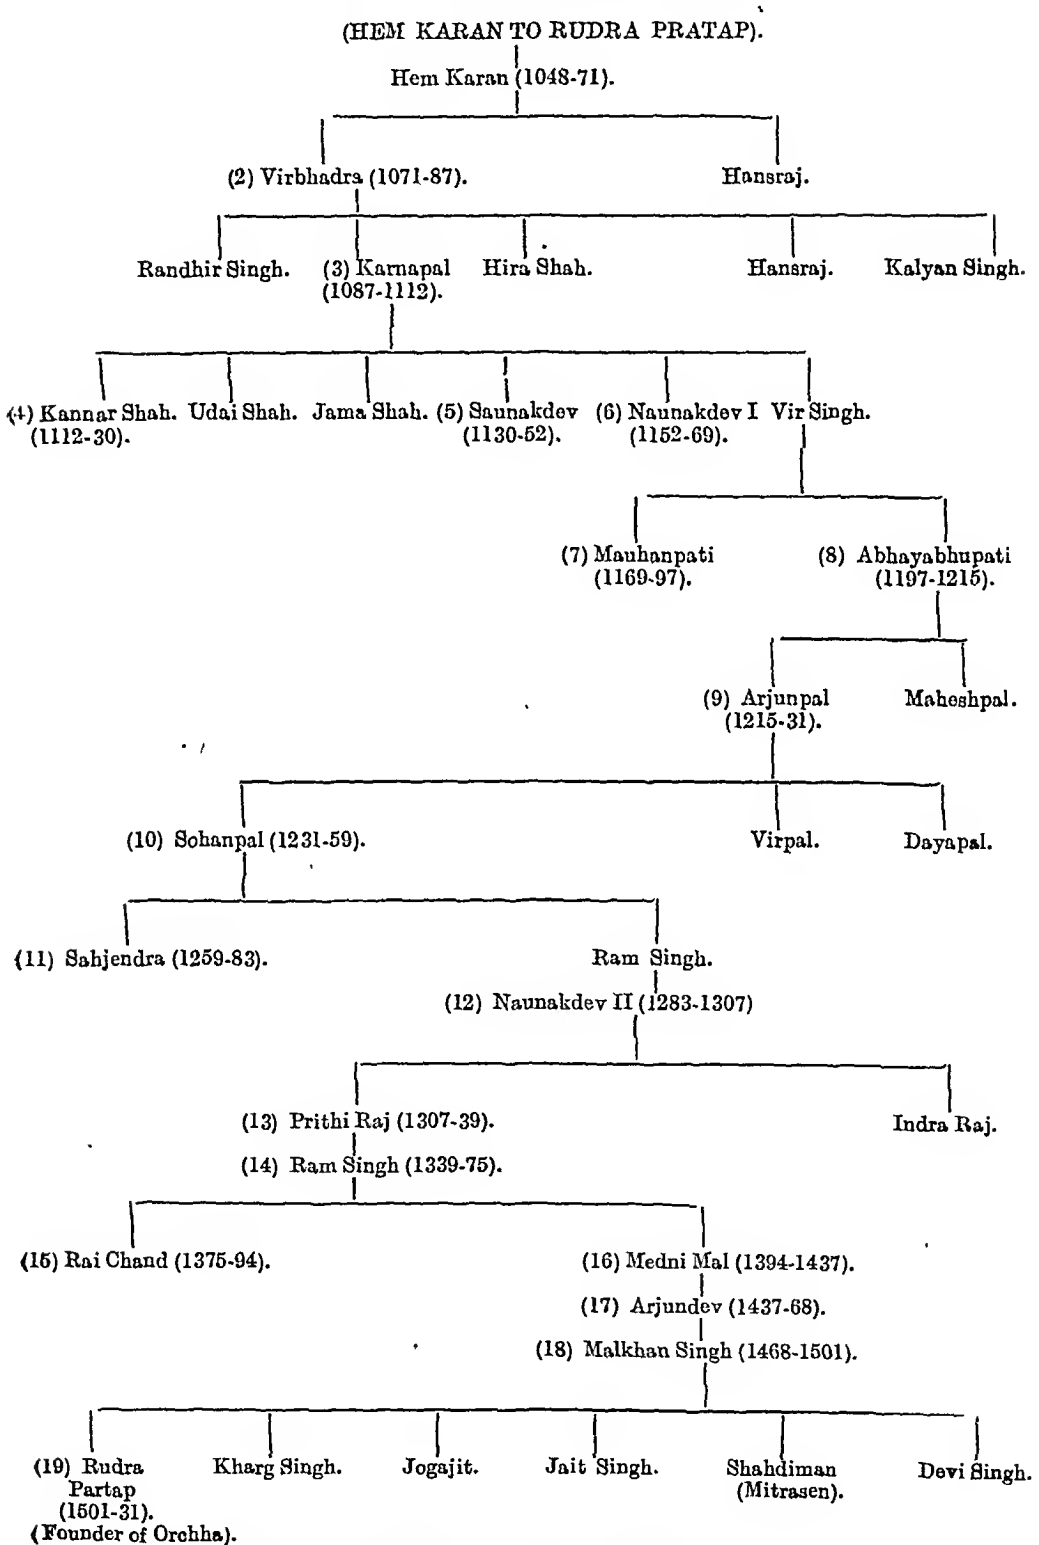 (HEM KARAN TO RUDRA PRATAP).
Hem Karan (1048-71).
(2) Virbhadra (1071-87). Hansraj.
Randhir Singh. (3) Karnapal Hira Shah. Hansraj. Kalyan Singh.
(1087-1112).
(4) Kannar Shah. Udai Shah. Jama Shah. (5) Saunakdev (6) Naunakdev I Vir Singh.
(1112-30). (1130-52). (1152-69).
(7) Mauhanpati (8) Abhayabhupati
(1169-97). (1197-1215).
(9) Arjunpal Maheshpal.
(1215-31).
(10) Sohanpal (1231-59). Virpal. Dayapal.
(11) Sahjendra (1259-83). Ram Singh.
(12) Naunakdev II (1283-1307)
(13) Prithi Raj (1307-39). Indra Raj.
(14) Ram Singh (1339-75).
(15) Rai Chand (1375-94). (16) Medni Mal (1394-1437).
(17) Arjundev (1437-68).
(18) Malkhan Singh (1468-1501).
(19) Rudra Kharg Singh. Jogajit. Jait Singh. Shahdiman Devi Singh.
Partap (Mitrasen).
(1501-31).
(Founder of Orchha).